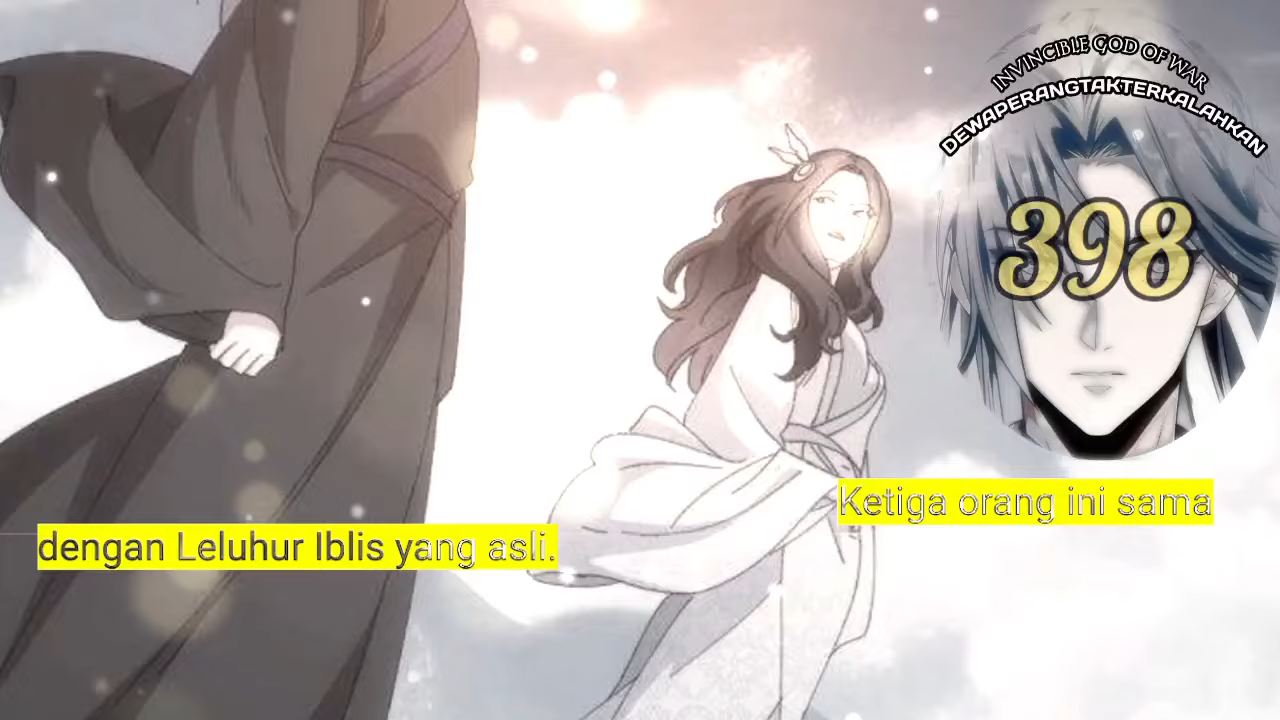 INVINCIBLE GOD OF WAR
DEWAPERANGTAKTERKALAHKAN
398
Ketiga orang ini sama
dengan Leluhur Iblis yang asli.